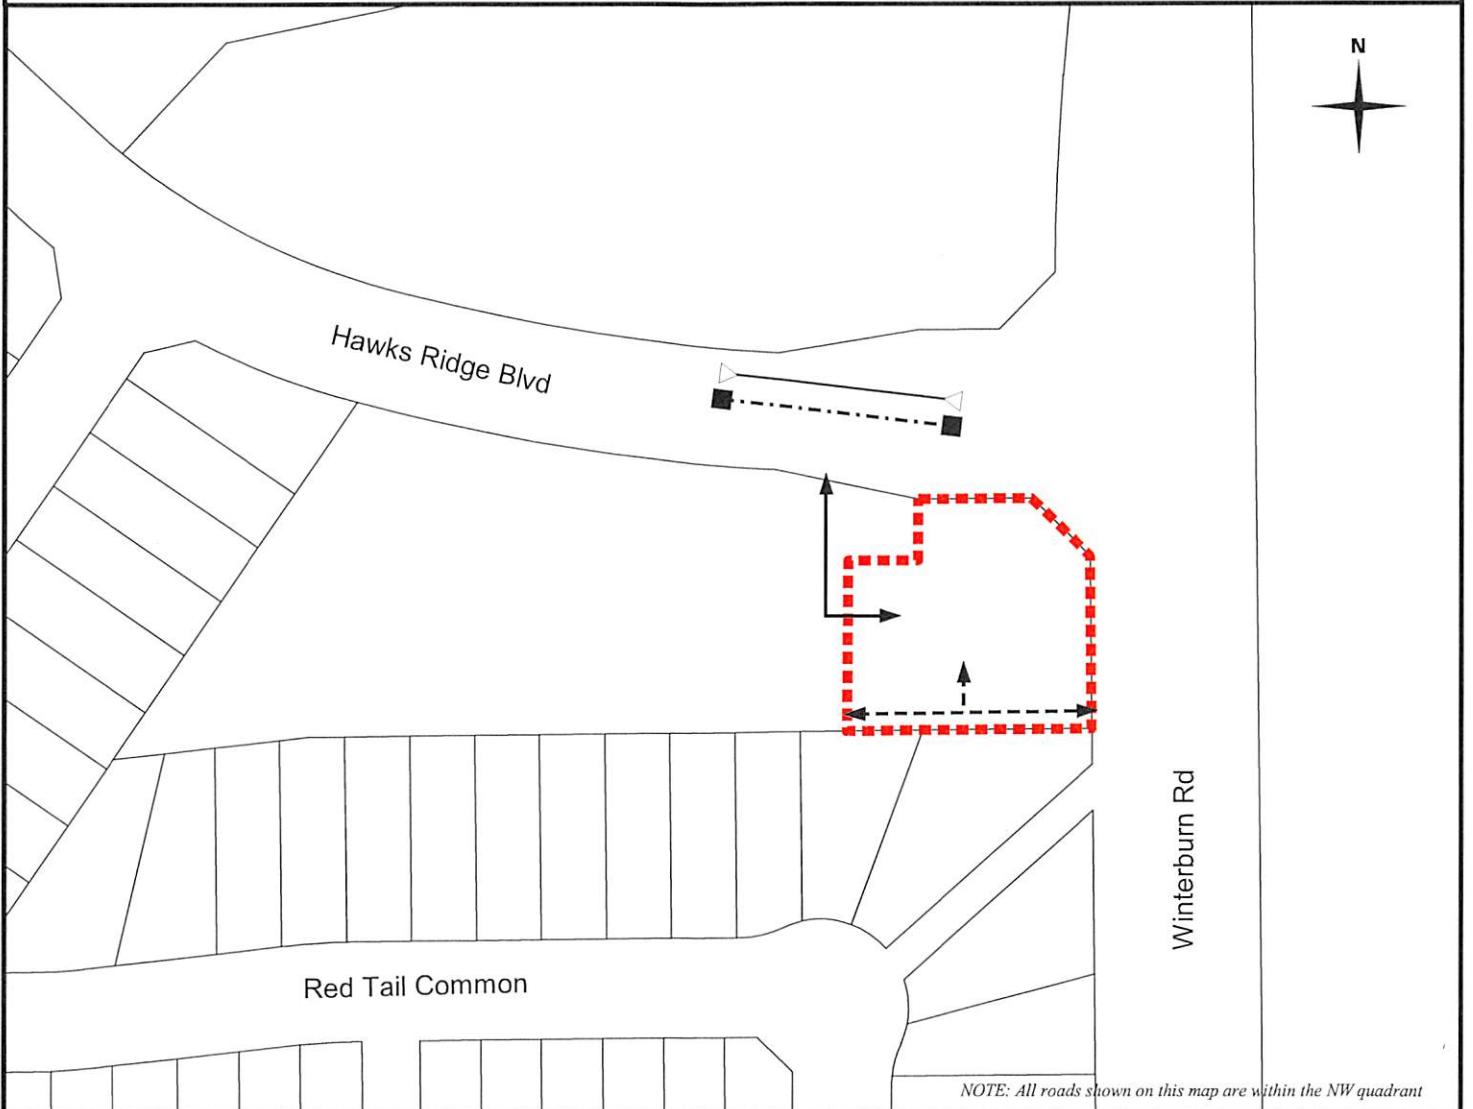 N
Hawks Ridge Blvd
Winterburn Rd
Red Tail Common
NOTE: All roads shown on this map are within the NW quadrant